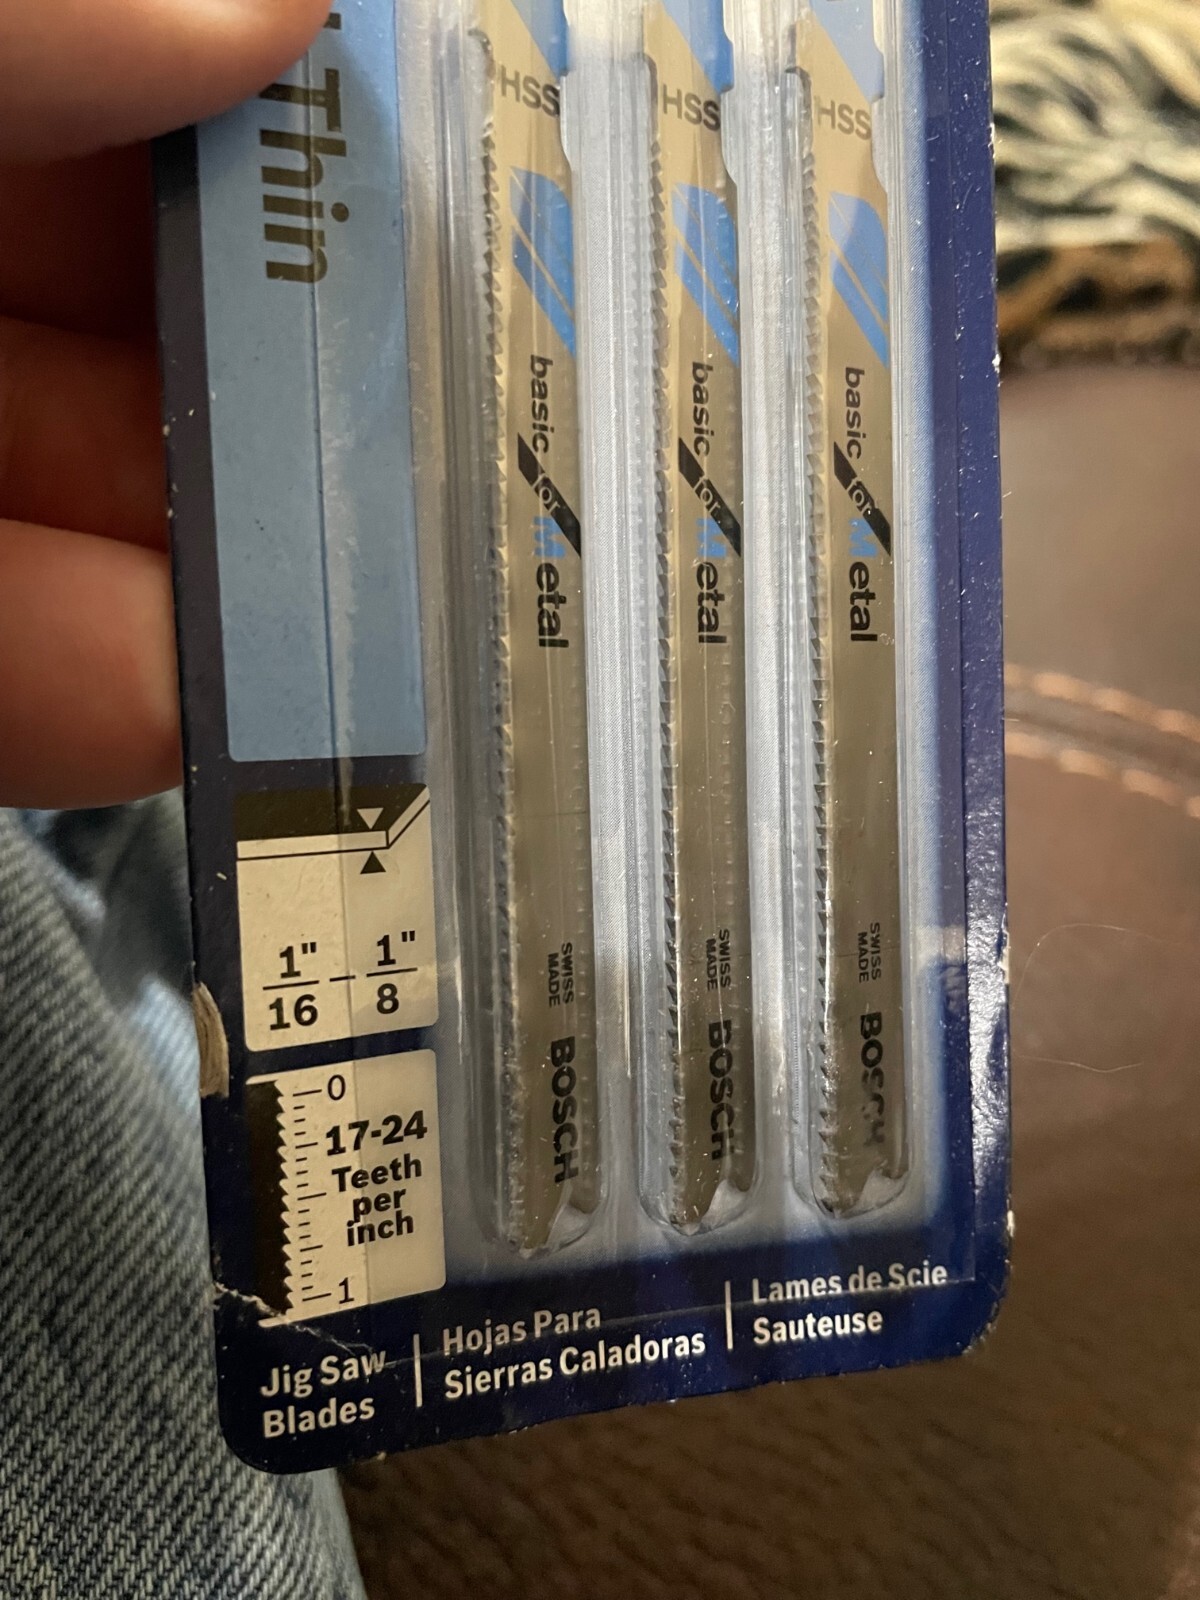 Thin
HSS
basic for Metal
SWISS
MADE
BOSCH
HSS
basic for Metal
SWISS
MADE
BOSCH
HSS
basic for Metal
SWISS
MADE
BOSCH
1" 1"
16 - 8
0
17-24
Teeth
per
inch
1
Jig Saw
Blades
Hojas Para
Sierras Caladoras
Lames de Scie
Sauteuse